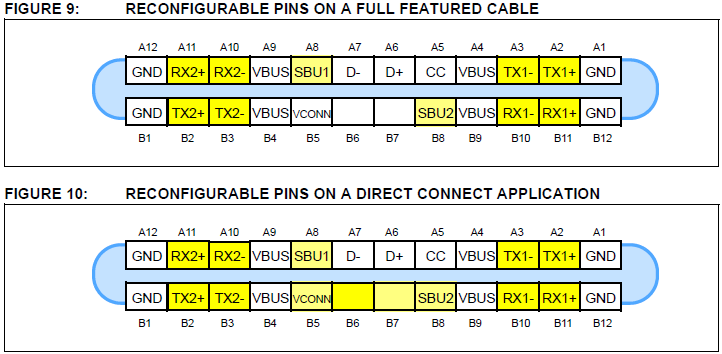 FIGURE 9: RECONFIGURABLE PINS ON A FULL FEATURED CABLE
A12 A11 A10 A9 A8 A7 A6 A5 A4 A3 A2 A1
GND RX2+ RX2- VBUS SBU1 D- D+ CC VBUS TX1- TX1+ GND
GND TX2+ TX2- VBUS VCONN SBU2 VBUS RX1- RX1+ GND
B1 B2 B3 B4 B5 B6 B7 B8 B9 B10 B11 B12
FIGURE 10: RECONFIGURABLE PINS ON A DIRECT CONNECT APPLICATION
A12 A11 A10 A9 A8 A7 A6 A5 A4 A3 A2 A1
GND RX2+ RX2- VBUS SBU1 D- D+ CC VBUS TX1- TX1+ GND
GND TX2+ TX2- VBUS VCONN SBU2 VBUS RX1- RX1+ GND
B1 B2 B3 B4 B5 B6 B7 B8 B9 B10 B11 B12